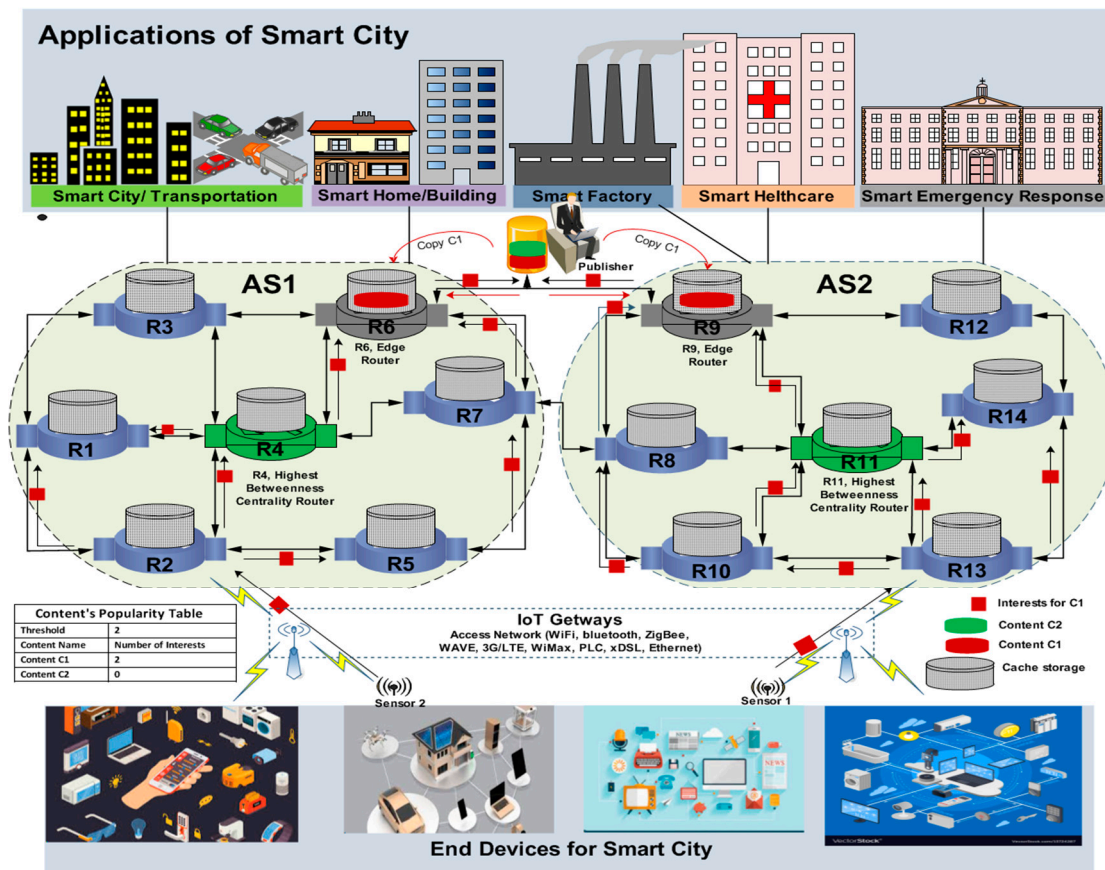 Applications of Smart City
Smart City/ Transportation
Smart Home/Building
Smart Factory
Smart Helthcare
Smart Emergency Response
Copy C1
Copy C1
Publisher
AS1
AS2
R3
R6
R6, Edge
Router
R9
R9, Edge
Router
R12
R1
R4
R4, Highest
Betweenness
Centrality Router
R7
R8
R11
R11, Highest
Betweenness
Centrality Router
R14
R2
R5
R10
R13
Content's Popularity Table
Threshold 2
Content Name Number of Interests
Content C1 2
Content C2 0
IoT Getways
Access Network (WiFi, bluetooth, ZigBee,
WAVE, 3G/LTE, WiMax, PLC, xDSL, Ethernet)
Interests for C1
Content C2
Content C1
Cache storage
Sensor 2
Sensor 1
NEWS
NEWS
VectorStock
End Devices for Smart City